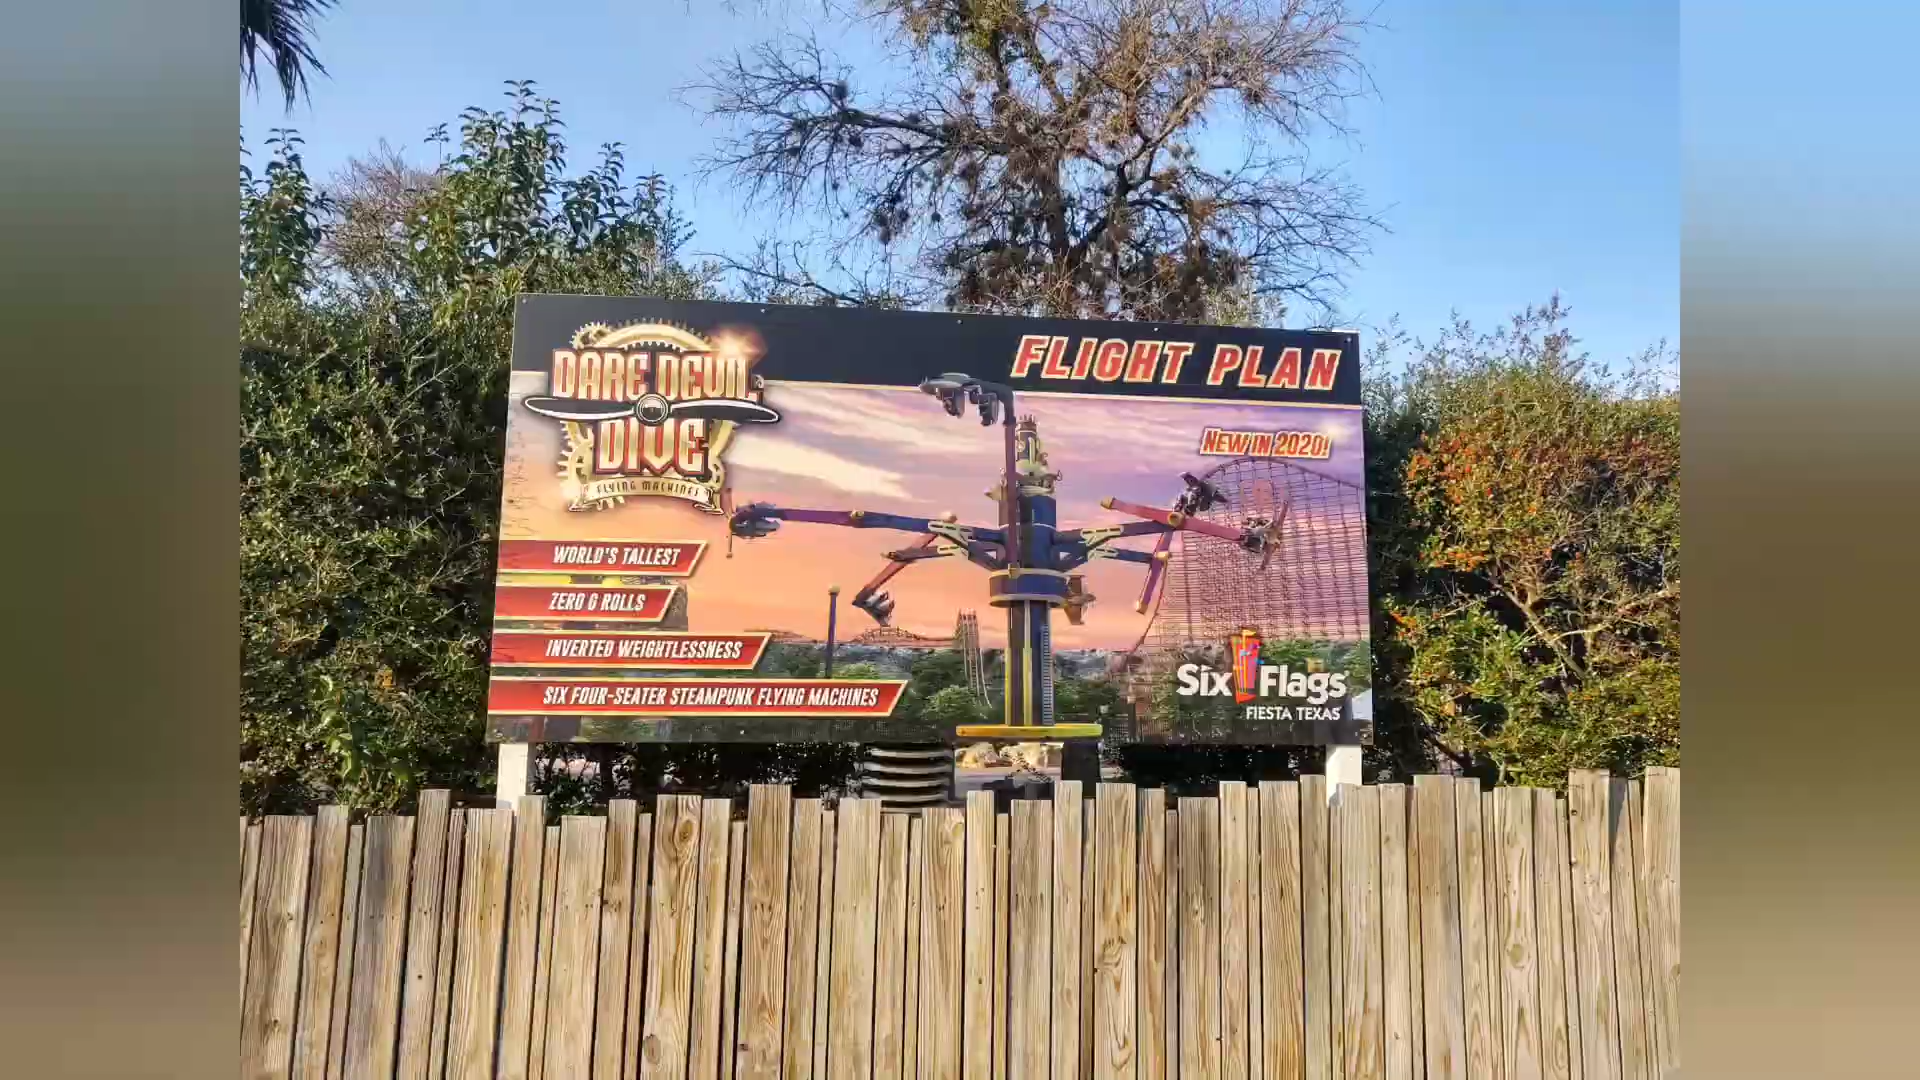 DARE DEVIL
DIVE
FLYING MACHINES
FLIGHT PLAN
NEW IN 2020!
WORLD'S TALLEST
ZERO G ROLLS
INVERTED WEIGHTLESSNESS
SIX FOUR-SEATER STEAMPUNK FLYING MACHINES
Six Flags
FIESTA TEXAS